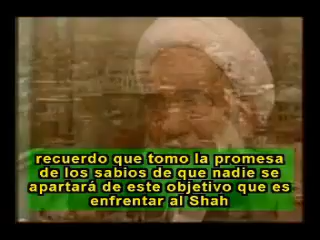 recuerdo que tomo la promesa
de los sabios de que nadie se
apartará de este objetivo que es
enfrentar al Shah